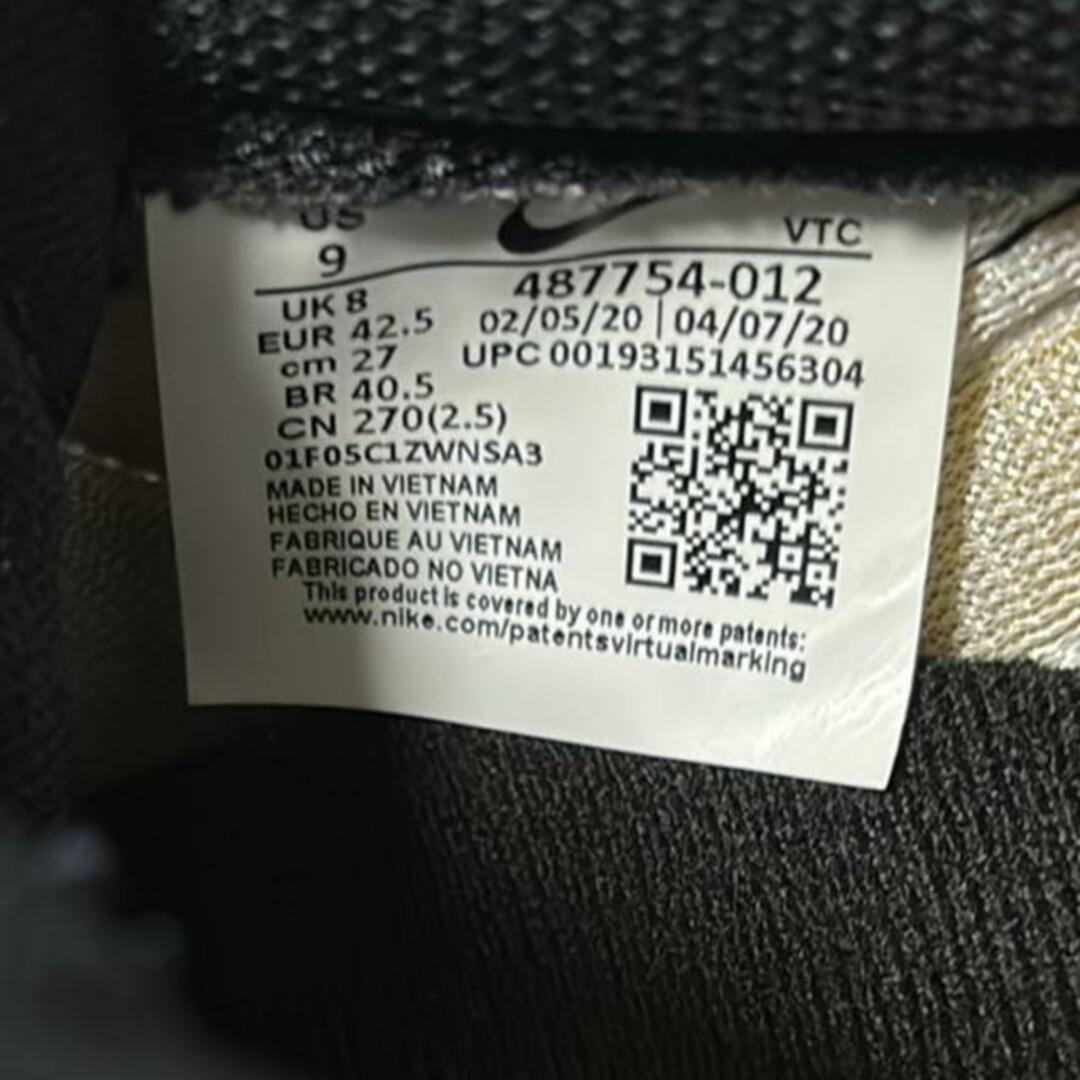 US
9
VTC
UK 8
EUR 42.5
cm 27
BR 40.5
CN 270(2.5)
487754-012
02/05/20 | 04/07/20
UPC 00193151456304
01F05C1ZWNSA3
MADE IN VIETNAM
HECHO EN VIETNAM
FABRIQUE AU VIETNAM
FABRICADO NO VIETNA
This product is covered by one or more patents:
www.nike.com/patentsvirtualmarking